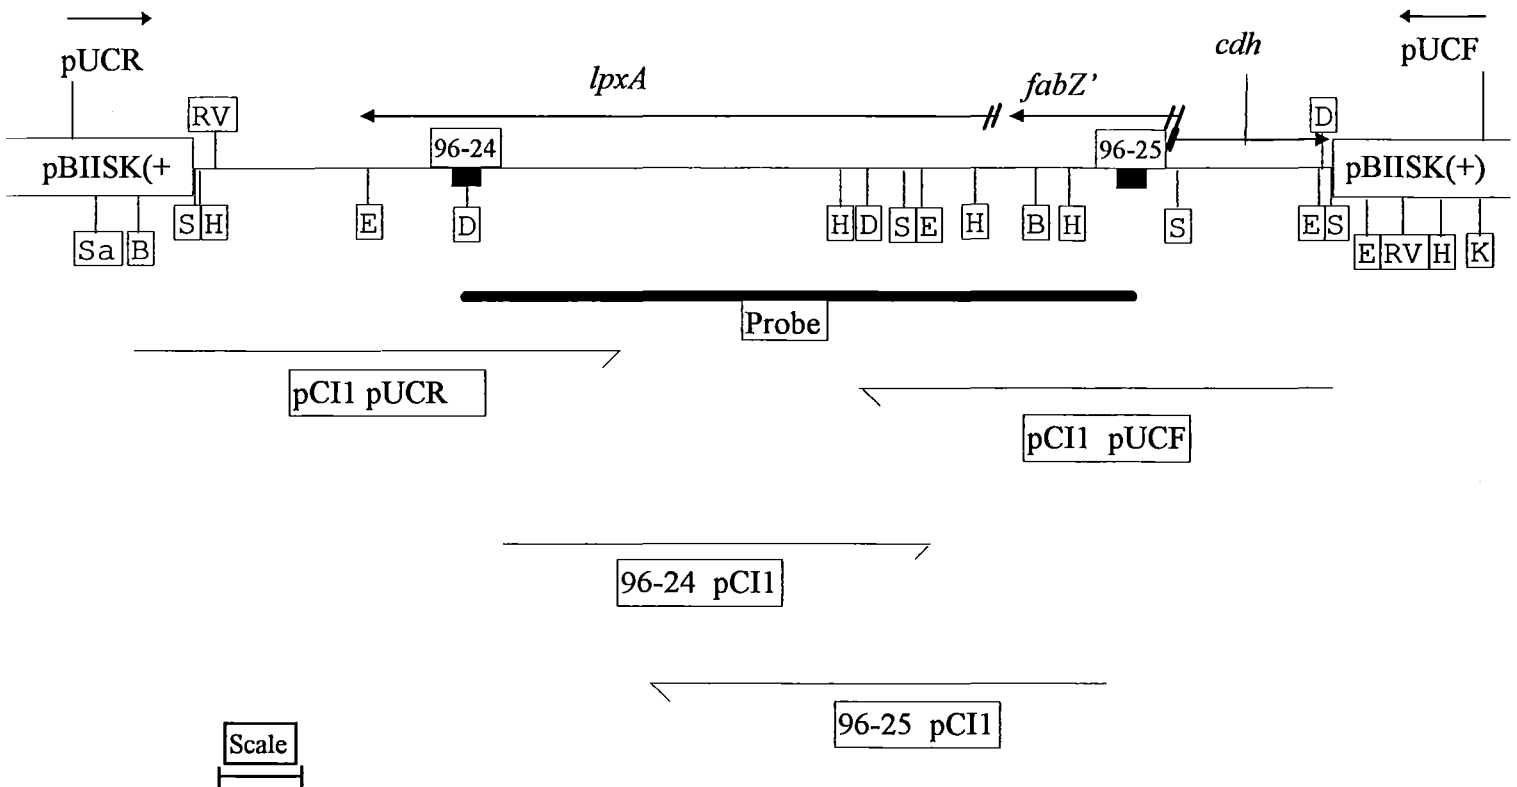 pUCR
pUCF
cdh
lpxA
fabZ’
RV
D
96-24
96-25
pBIISK(+
pBIISK(+)
S H E D H D S E H B H S E S
Sa B
E RV H K
Probe
pCI1 pUCR
pCI1 pUCF
96-24 pCI1
96-25 pCI1
Scale